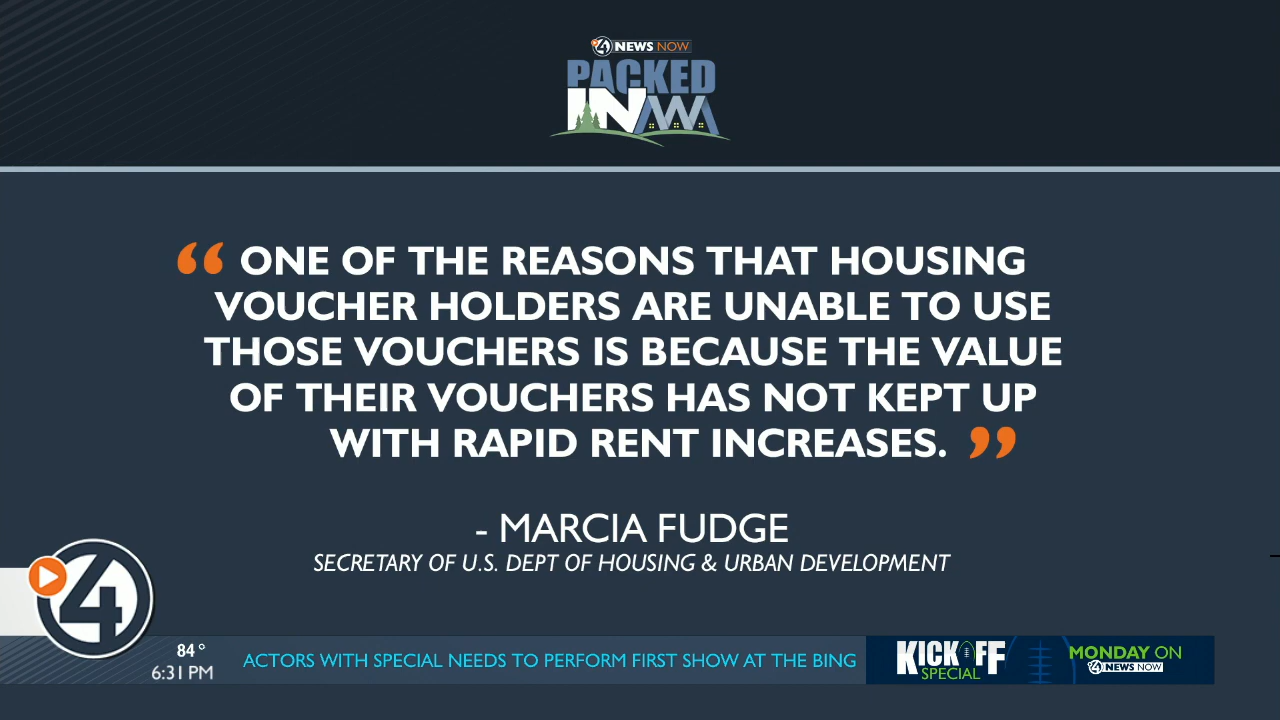 4 NEWS NOW
PACKED
INWA
“ ONE OF THE REASONS THAT HOUSING
VOUCHER HOLDERS ARE UNABLE TO USE
THOSE VOUCHERS IS BECAUSE THE VALUE
OF THEIR VOUCHERS HAS NOT KEPT UP
WITH RAPID RENT INCREASES. ”
- MARCIA FUDGE
SECRETARY OF U.S. DEPT OF HOUSING & URBAN DEVELOPMENT
4
84°
6:31 PM
ACTORS WITH SPECIAL NEEDS TO PERFORM FIRST SHOW AT THE BING
KICKOFF
SPECIAL
MONDAY ON
4 NEWS NOW